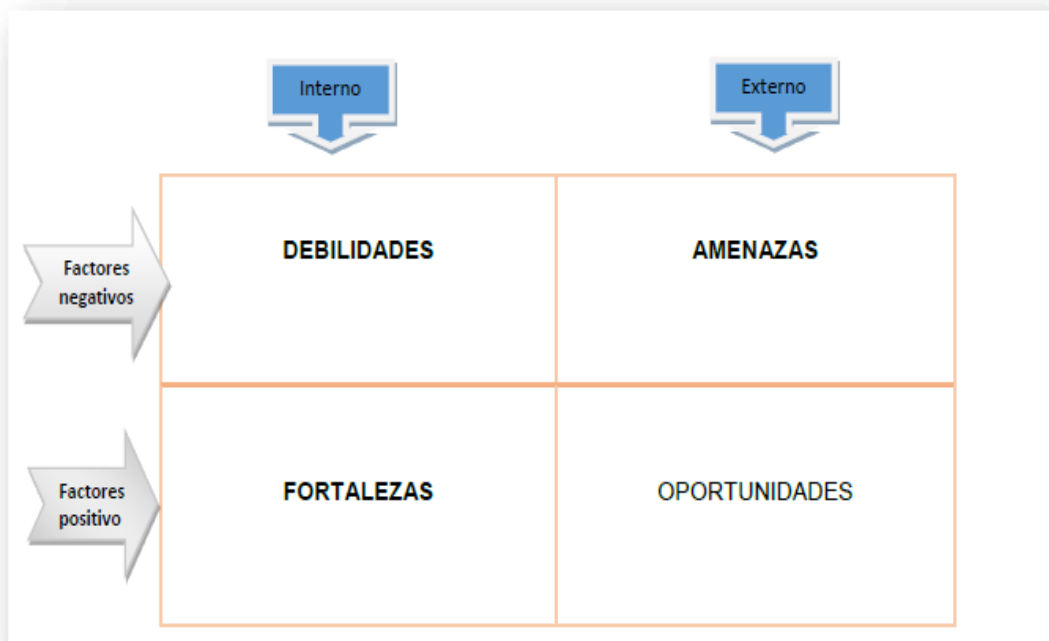 Interno
Externo
Factores
negativos
DEBILIDADES
AMENAZAS
Factores
positivo
FORTALEZAS
OPORTUNIDADES